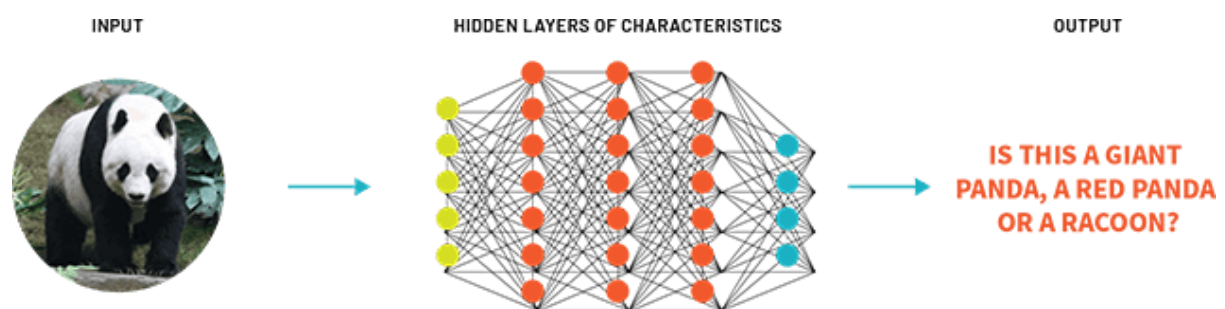 INPUT
HIDDEN LAYERS OF CHARACTERISTICS
OUTPUT
IS THIS A GIANT
PANDA, A RED PANDA
OR A RACOON?